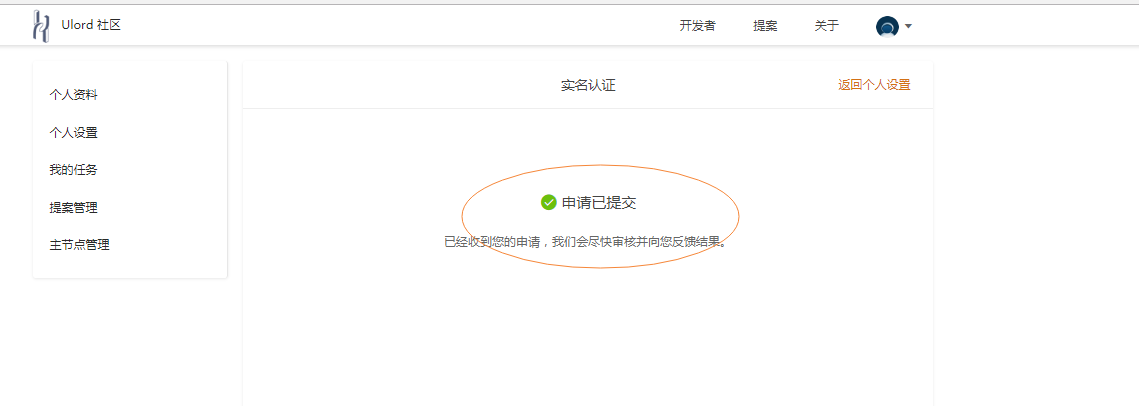 Ulord 社区
开发者 提案 关于
个人资料
个人设置
我的任务
提案管理
主节点管理
实名认证 返回个人设置
申请已提交
已经收到您的申请，我们会尽快审核并向您反馈结果。